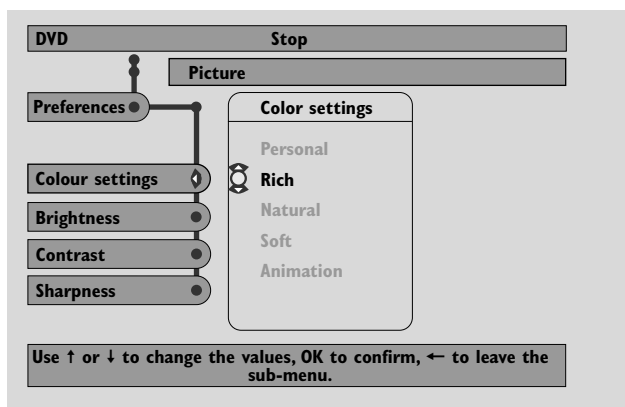 DVD Stop
Picture
Preferences
Color settings
Personal
Colour settings
Rich
Brightness
Natural
Contrast
Soft
Sharpness
Animation
Use ↑ or ↓ to change the values, OK to confirm, ← to leave the
sub-menu.